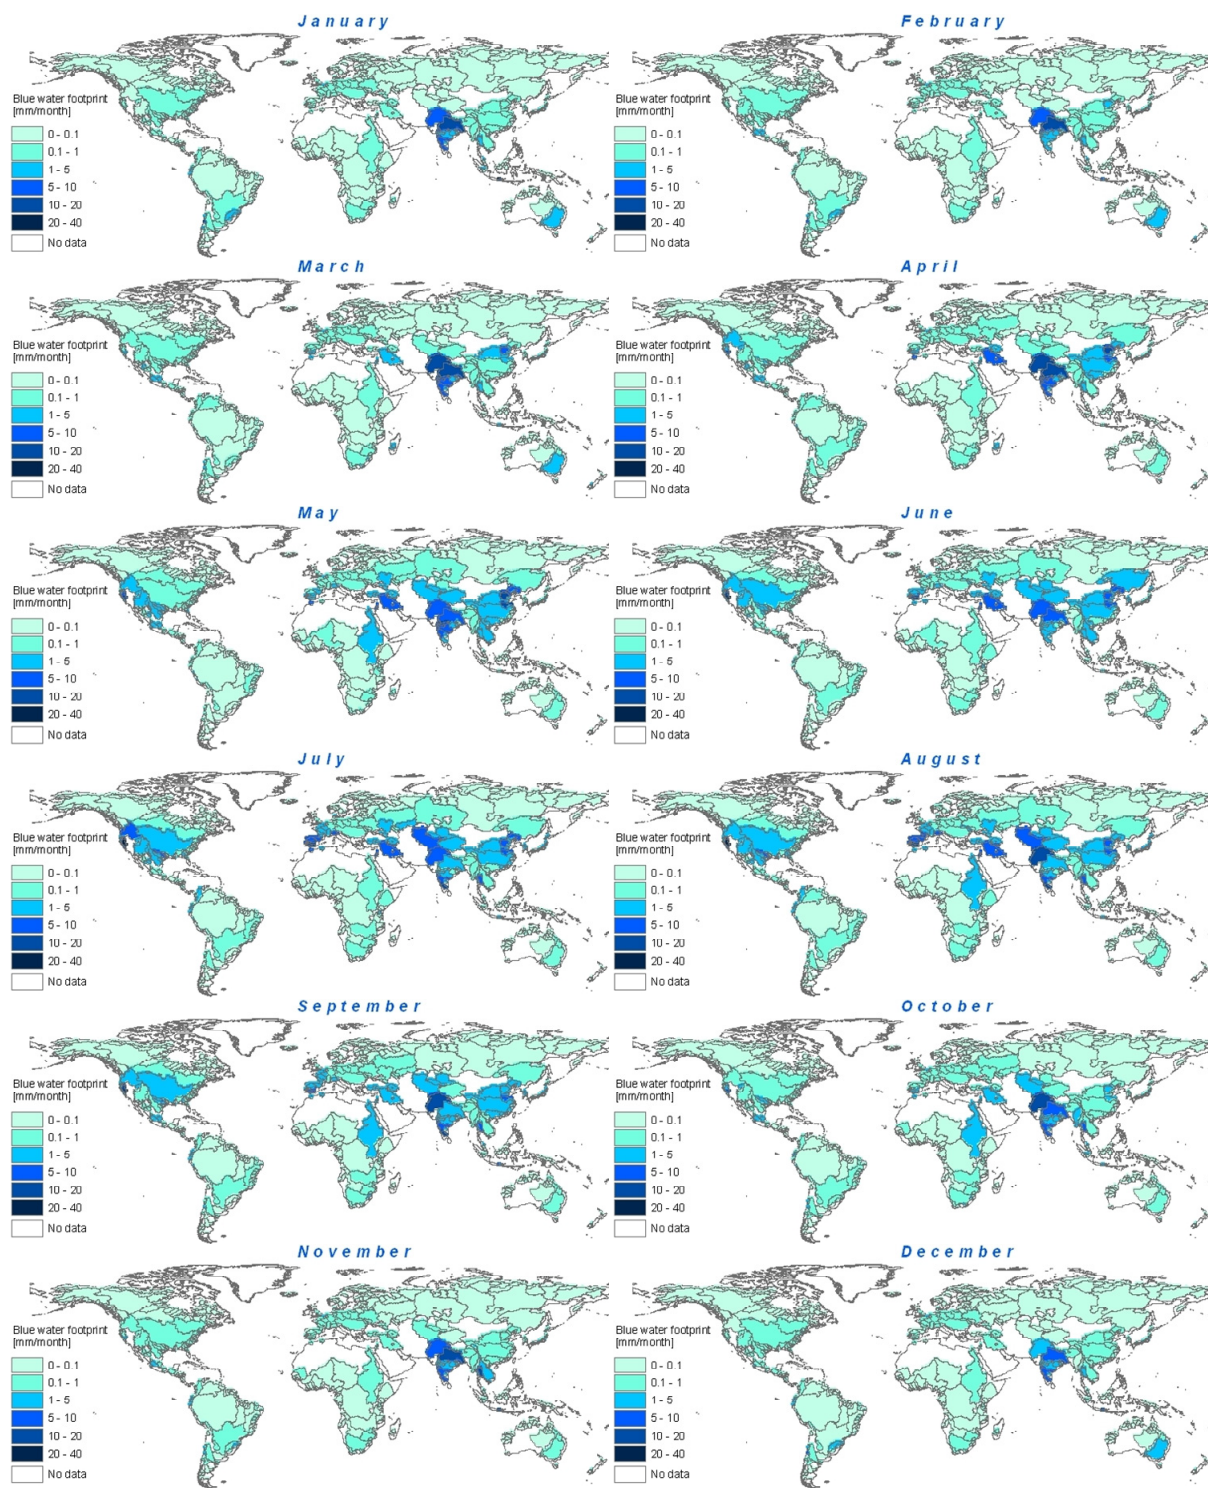 January
Blue water footprint
[mm/month]
0 - 0.1
0.1 - 1
1 - 5
5 - 10
10 - 20
20 - 40
No data
February
Blue water footprint
[mm/month]
0 - 0.1
0.1 - 1
1 - 5
5 - 10
10 - 20
20 - 40
No data
March
Blue water footprint
[mm/month]
0 - 0.1
0.1 - 1
1 - 5
5 - 10
10 - 20
20 - 40
No data
April
Blue water footprint
[mm/month]
0 - 0.1
0.1 - 1
1 - 5
5 - 10
10 - 20
20 - 40
No data
May
Blue water footprint
[mm/month]
0 - 0.1
0.1 - 1
1 - 5
5 - 10
10 - 20
20 - 40
No data
June
Blue water footprint
[mm/month]
0 - 0.1
0.1 - 1
1 - 5
5 - 10
10 - 20
20 - 40
No data
July
Blue water footprint
[mm/month]
0 - 0.1
0.1 - 1
1 - 5
5 - 10
10 - 20
20 - 40
No data
August
Blue water footprint
[mm/month]
0 - 0.1
0.1 - 1
1 - 5
5 - 10
10 - 20
20 - 40
No data
September
Blue water footprint
[mm/month]
0 - 0.1
0.1 - 1
1 - 5
5 - 10
10 - 20
20 - 40
No data
October
Blue water footprint
[mm/month]
0 - 0.1
0.1 - 1
1 - 5
5 - 10
10 - 20
20 - 40
No data
November
Blue water footprint
[mm/month]
0 - 0.1
0.1 - 1
1 - 5
5 - 10
10 - 20
20 - 40
No data
December
Blue water footprint
[mm/month]
0 - 0.1
0.1 - 1
1 - 5
5 - 10
10 - 20
20 - 40
No data